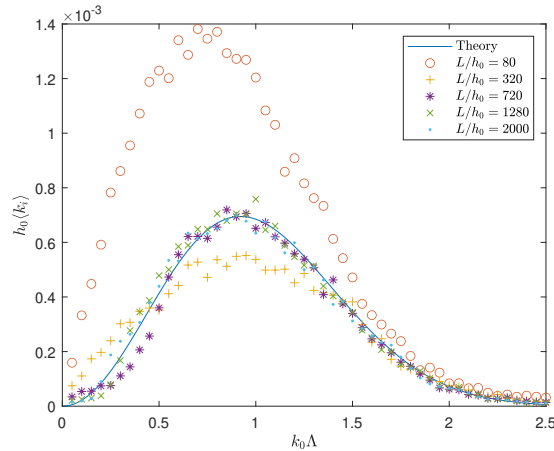 ×10⁻³
1.4
1.2
1
0.8
0.6
0.4
0.2
0
h₀⟨kᵢ⟩
0 0.5 1 1.5 2 2.5
k₀Λ
Theory
L/h₀ = 80
L/h₀ = 320
L/h₀ = 720
L/h₀ = 1280
L/h₀ = 2000